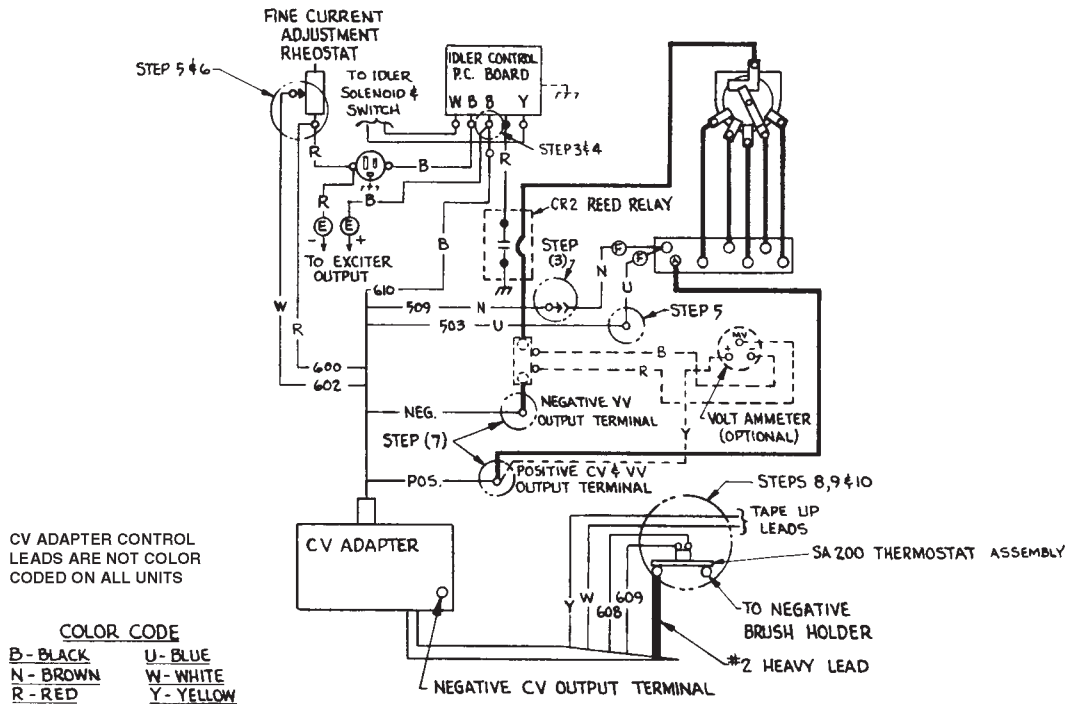 FINE CURRENT
ADJUSTMENT
RHEOSTAT
STEP 5&6
TO IDLER
SOLENOID &
SWITCH
IDLER CONTROL
P.C. BOARD
W B B Y
R
STEP 3&4
R
B
R
B
E
E
- +
TO EXCITER
OUTPUT
B
CR2 REED RELAY
STEP
(3)
F
F
A
N
U
610
509 N
503 U
STEP 5
W
R
600
602
B
R
MV
+ -
Y
VOLT AMMETER
(OPTIONAL)
NEG.
NEGATIVE VV
OUTPUT TERMINAL
STEP (7)
POS.
POSITIVE CV & VV
OUTPUT TERMINAL
STEPS 8,9 & 10
TAPE UP
LEADS
SA200 THERMOSTAT ASSEMBLY
CV ADAPTER
CV ADAPTER CONTROL
LEADS ARE NOT COLOR
CODED ON ALL UNITS
Y
W
608
609
TO NEGATIVE
BRUSH HOLDER
#2 HEAVY LEAD
NEGATIVE CV OUTPUT TERMINAL
COLOR CODE
B - BLACK U - BLUE
N - BROWN W - WHITE
R - RED Y - YELLOW